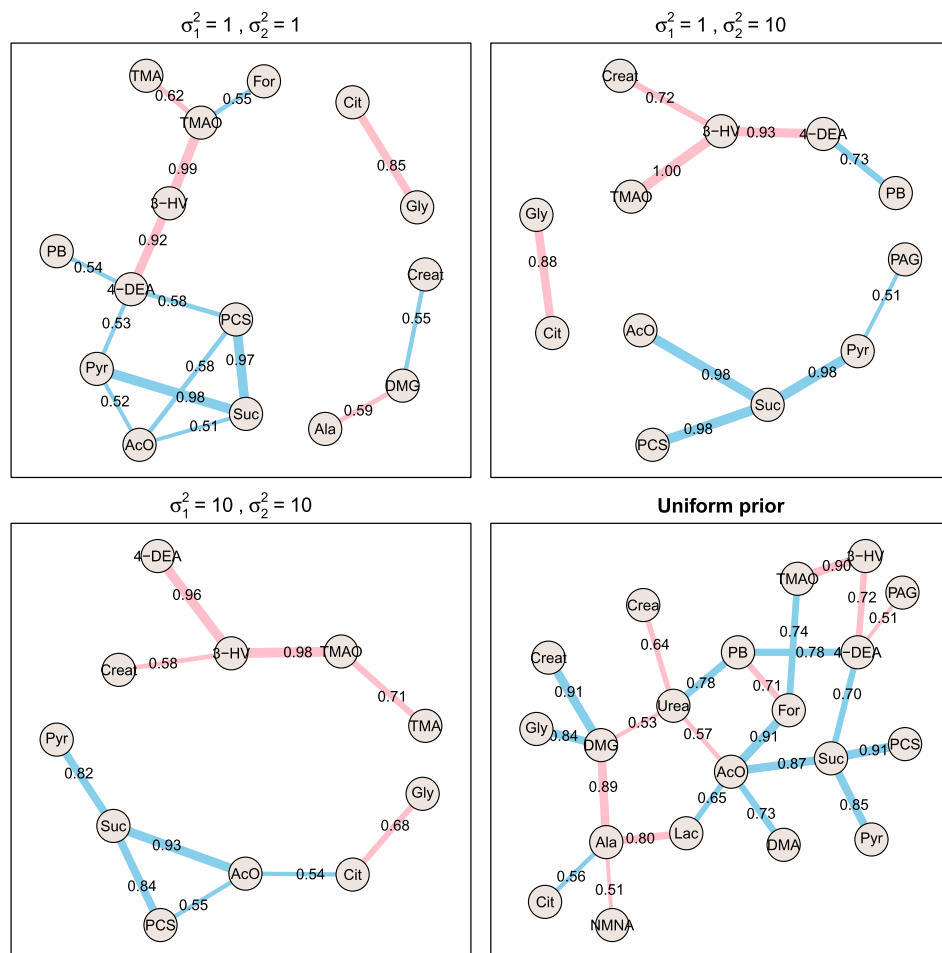 σ₁² = 1 , σ₂² = 1
TMA
For
0.62
0.55
TMAO
Cit
0.99
0.85
3−HV
Gly
0.92
PB
0.54
Creat
4−DEA
0.58
PCS
0.53
0.55
0.58
0.97
Pyr
DMG
0.52
0.98
0.59
Suc
0.51
Ala
AcO
σ₁² = 1 , σ₂² = 10
Creat
0.72
3−HV
0.93
4−DEA
0.73
1.00
TMAO
PB
Gly
0.88
PAG
0.51
Cit
AcO
Pyr
0.98
0.98
Suc
0.98
PCS
σ₁² = 10 , σ₂² = 10
4−DEA
0.96
3−HV
0.98
TMAO
Creat
0.58
0.71
TMA
Pyr
0.82
Gly
0.68
Suc
0.93
0.84
AcO
0.54
Cit
0.55
PCS
Uniform prior
3−HV
0.90
TMAO
PAG
0.72
0.51
Crea
0.74
0.64
PB
0.78
4−DEA
Creat
0.91
0.78
0.71
0.70
Urea
For
Gly
0.84
DMG
0.53
0.57
0.91
PCS
0.91
Suc
0.87
AcO
0.89
0.65
0.73
0.85
Ala
0.80
Lac
DMA
Pyr
0.56
0.51
Cit
NMNA